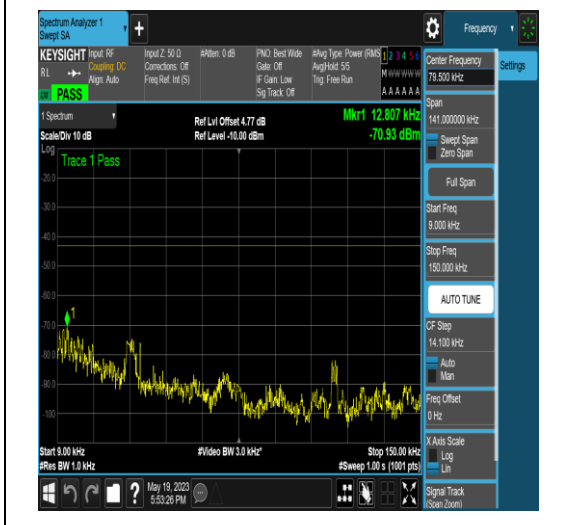 Spectrum Analyzer 1
Swept SA
+
Frequency
KEYSIGHT
RL
PASS
Input: RF
Coupling: DC
Align: Auto
Input Z: 50 Ω
Corrections: Off
Freq Ref: Int (S)
#Atten: 0 dB
PNO: Best Wide
Gate: Off
IF Gain: Low
Sig Track: Off
#Avg Type: Power (RMS
Avg|Hold: 5/5
Trig: Free Run
1 2 3 4 5 6
M W W W W W
A A A A A A
1 Spectrum
Scale/Div 10 dB
Ref Lvl Offset 4.77 dB
Ref Level -10.00 dBm
Mkr1 12.807 kHz
-70.93 dBm
Log
Trace 1 Pass
-20.0
-30.0
-40.0
-50.0
-60.0
-70.0
-80.0
-90.0
-100
1
Start 9.00 kHz
#Res BW 1.0 kHz
#Video BW 3.0 kHz*
Stop 150.00 kHz
#Sweep 1.00 s (1001 pts)
?
May 19, 2023
5:53:26 PM
Center Frequency
79.500 kHz
Settings
Span
141.000000 kHz
Swept Span
Zero Span
Full Span
Start Freq
9.000 kHz
Stop Freq
150.000 kHz
AUTO TUNE
CF Step
14.100 kHz
Auto
Man
Freq Offset
0 Hz
X Axis Scale
Log
Lin
Signal Track
(Span Zoom)